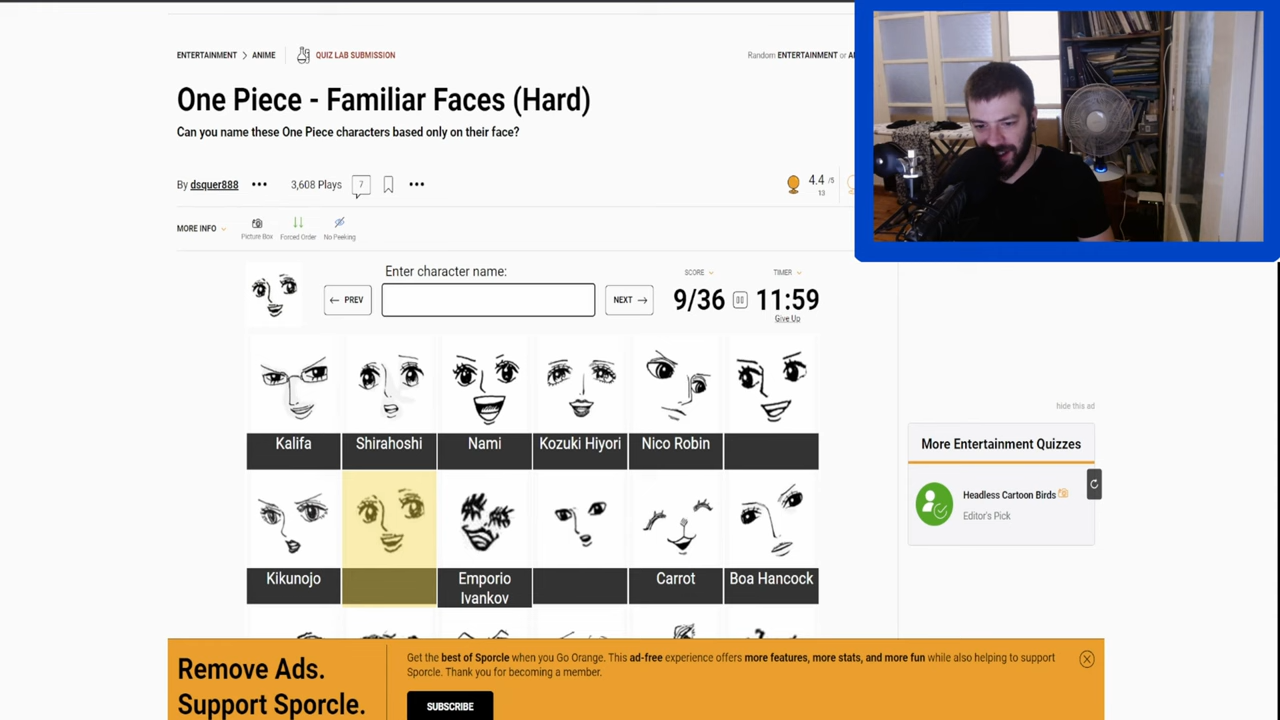 ENTERTAINMENT > ANIME QUIZ LAB SUBMISSION
Random ENTERTAINMENT or
One Piece - Familiar Faces (Hard)
Can you name these One Piece characters based only on their face?
By dsquer888 ••• 3,608 Plays 7 •••
4.4 /5
13
MORE INFO
Picture Box Forced Order No Peeking
Enter character name:
← PREV
NEXT →
SCORE
9/36
TIMER
11:59
Give Up
Kalifa Shirahoshi Nami Kozuki Hiyori Nico Robin
Kikunojo Emporio Ivankov Carrot Boa Hancock
hide this ad
More Entertainment Quizzes
Headless Cartoon Birds
Editor's Pick
Remove Ads.
Support Sporcle.
Get the best of Sporcle when you Go Orange. This ad-free experience offers more features, more stats, and more fun while also helping to support
Sporcle. Thank you for becoming a member.
SUBSCRIBE